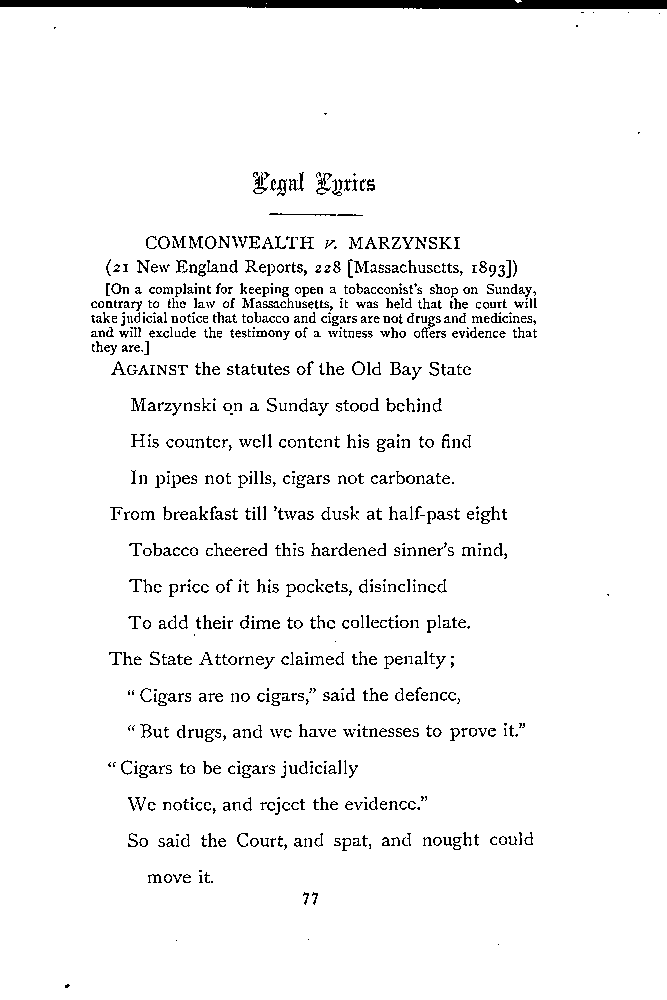 Legal Lyrics
COMMONWEALTH v. MARZYNSKI
(21 New England Reports, 228 [Massachusetts, 1893])
[On a complaint for keeping open a tobacconist's shop on Sunday,
contrary to the law of Massachusetts, it was held that the court will
take judicial notice that tobacco and cigars are not drugs and medicines,
and will exclude the testimony of a witness who offers evidence that
they are.]
AGAINST the statutes of the Old Bay State
Marzynski on a Sunday stood behind
His counter, well content his gain to find
In pipes not pills, cigars not carbonate.
From breakfast till 'twas dusk at half-past eight
Tobacco cheered this hardened sinner's mind,
The price of it his pockets, disinclined
To add their dime to the collection plate.
The State Attorney claimed the penalty;
"Cigars are no cigars," said the defence,
"But drugs, and we have witnesses to prove it."
"Cigars to be cigars judicially
We notice, and reject the evidence."
So said the Court, and spat, and nought could
move it.
77